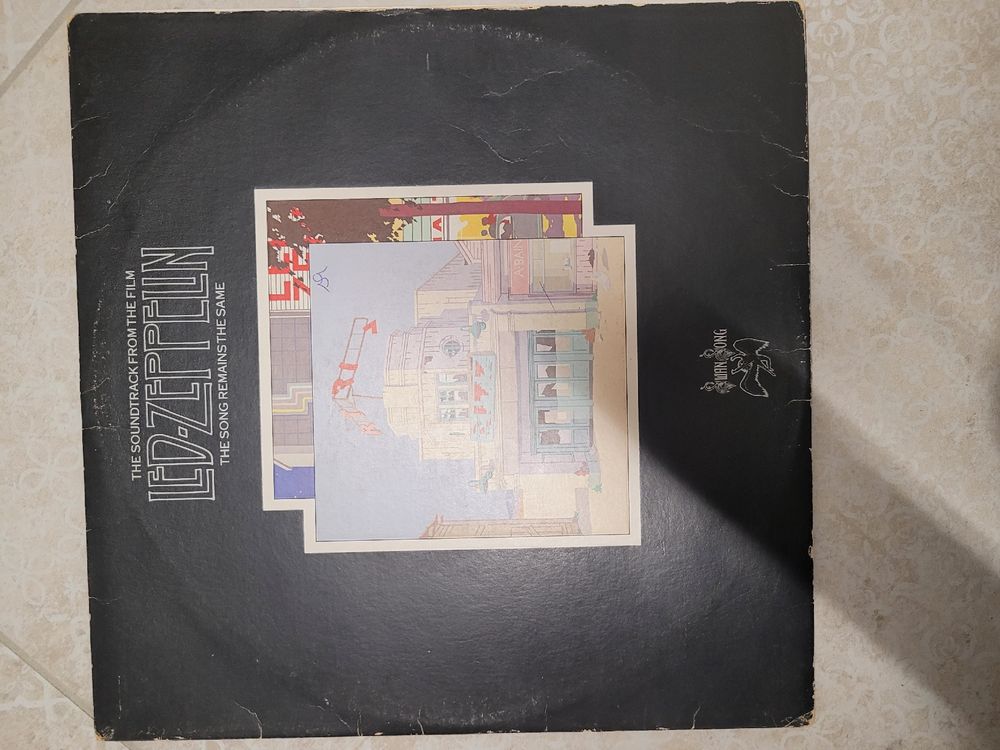 THE SOUNDTRACK FROM THE FILM
LED-ZEPPELIN
THE SONG REMAINS THE SAME
SWAN SONG